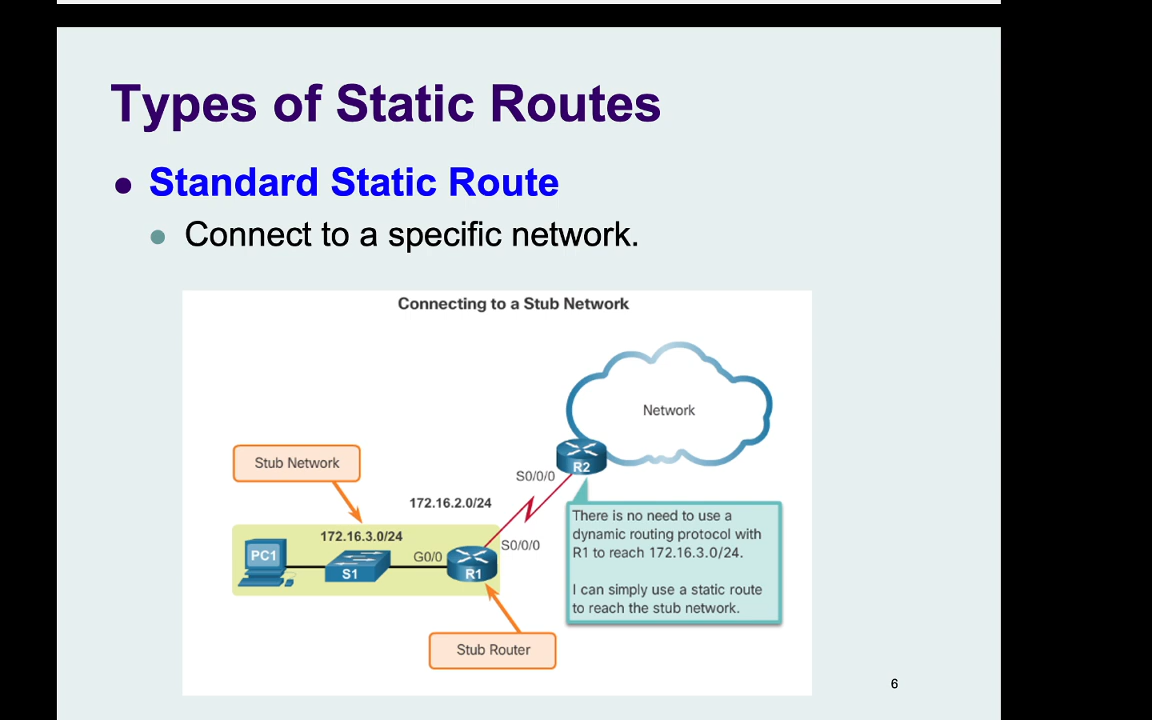 Types of Static Routes
Standard Static Route
Connect to a specific network.
Connecting to a Stub Network
Network
Stub Network
R2
S0/0/0
172.16.2.0/24
There is no need to use a
dynamic routing protocol with
R1 to reach 172.16.3.0/24.
I can simply use a static route
to reach the stub network.
172.16.3.0/24
S0/0/0
PC1
G0/0
S1
R1
Stub Router
6